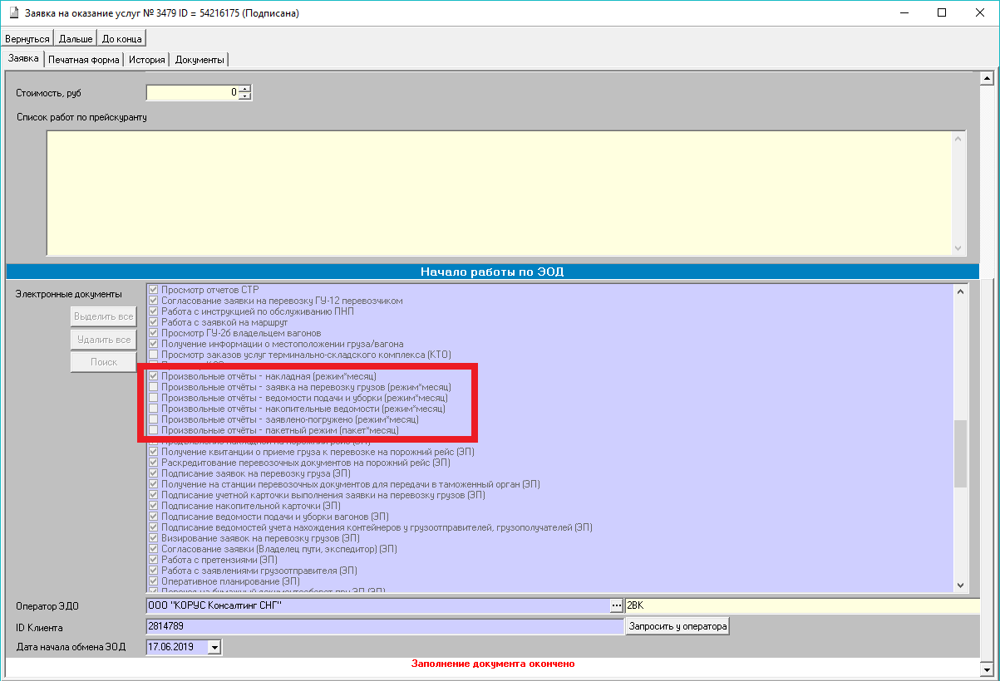 Заявка на оказание услуг № 3479 ID = 54216175 (Подписана)
Вернуться Дальше До конца
Заявка Печатная форма История Документы
Стоимость, руб 0
Список работ по прейскуранту
Начало работы по ЭОД
Электронные документы
Выделить все
Удалить все
Поиск
Просмотр отчетов СТР
Согласование заявки на перевозку ГУ-12 перевозчиком
Работа с инструкцией по обслуживанию ПНП
Работа с заявкой на маршрут
Просмотр ГУ-2б владельцем вагонов
Получение информации о местоположении груза/вагона
Просмотр заказов услуг терминально-складского комплекса (КТО)
Произвольные отчёты - накладная (режим*месяц)
Произвольные отчёты - заявка на перевозку грузов (режим*месяц)
Произвольные отчёты - ведомости подачи и уборки (режим*месяц)
Произвольные отчёты - накопительные ведомости (режим*месяц)
Произвольные отчёты - заявлено-погружено (режим*месяц)
Произвольные отчёты - пакетный режим (пакет*месяц)
Получение квитанции о приеме груза к перевозке на порожний рейс (ЭП)
Раскредитование перевозочных документов на порожний рейс (ЭП)
Подписание заявок на перевозку груза (ЭП)
Получение на станции перевозочных документов для передачи в таможенный орган (ЭП)
Подписание учетной карточки выполнения заявки на перевозку грузов (ЭП)
Подписание накопительной карточки (ЭП)
Подписание ведомости подачи и уборки вагонов (ЭП)
Подписание ведомостей учета нахождения контейнеров у грузоотправителей, грузополучателей (ЭП)
Визирование заявок на перевозку грузов (ЭП)
Согласование заявки (Владелец пути, экспедитор) (ЭП)
Работа с претензиями (ЭП)
Работа с заявлениями грузоотправителя (ЭП)
Оперативное планирование (ЭП)
Оператор ЭДО ООО "КОРУС Консалтинг СНГ" ... 2BK
ID Клиента 2814789 Запросить у оператора
Дата начала обмена ЭОД 17.06.2019
Заполнение документа окончено